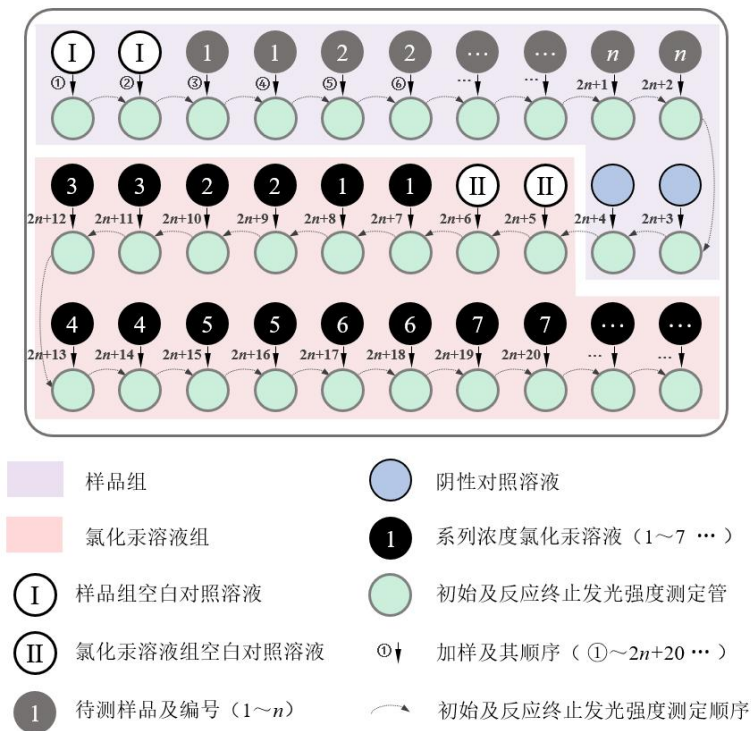 I I 1 1 2 2 … … n n
① ② ③ ④ ⑤ ⑥ … … 2n+1 2n+2
3 3 2 2 1 1 II II
2n+12 2n+11 2n+10 2n+9 2n+8 2n+7 2n+6 2n+5 2n+4 2n+3
4 4 5 5 6 6 7 7 … …
2n+13 2n+14 2n+15 2n+16 2n+17 2n+18 2n+19 2n+20 … …
样品组
阴性对照溶液
氯化汞溶液组
1 系列浓度氯化汞溶液（1～7 …）
I 样品组空白对照溶液
初始及反应终止发光强度测定管
II 氯化汞溶液组空白对照溶液
① 加样及其顺序（①～2n+20 …）
1 待测样品及编号（1～n）
初始及反应终止发光强度测定顺序